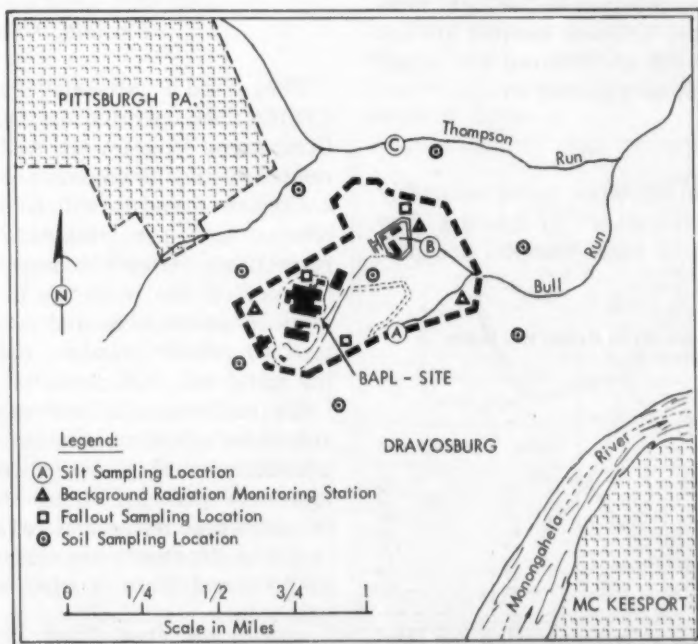 PITTSBURGH PA.
C
Thompson
Run
B
Bull
Run
N
A
BAPL - SITE
DRAVOSBURG
Legend:
A Silt Sampling Location
Background Radiation Monitoring Station
Fallout Sampling Location
Soil Sampling Location
0 1/4 1/2 3/4 1
Scale in Miles
Monongahela
River
MC KEESPORT